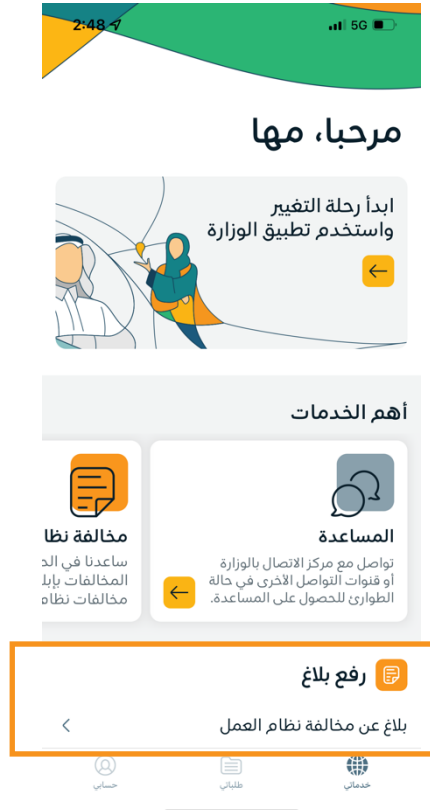 2:48
5G
مرحبا، مها
ابدأ رحلة التغيير
واستخدم تطبيق الوزارة
أهم الخدمات
المساعدة
تواصل مع مركز الاتصال بالوزارة
أو قنوات التواصل الأخرى في حالة
الطوارئ للحصول على المساعدة.
مخالفة نظا
ساعدنا في الح
المخالفات بإبل
مخالفات نظام
رفع بلاغ
بلاغ عن مخالفة نظام العمل
خدماتي
طلباتي
حسابي